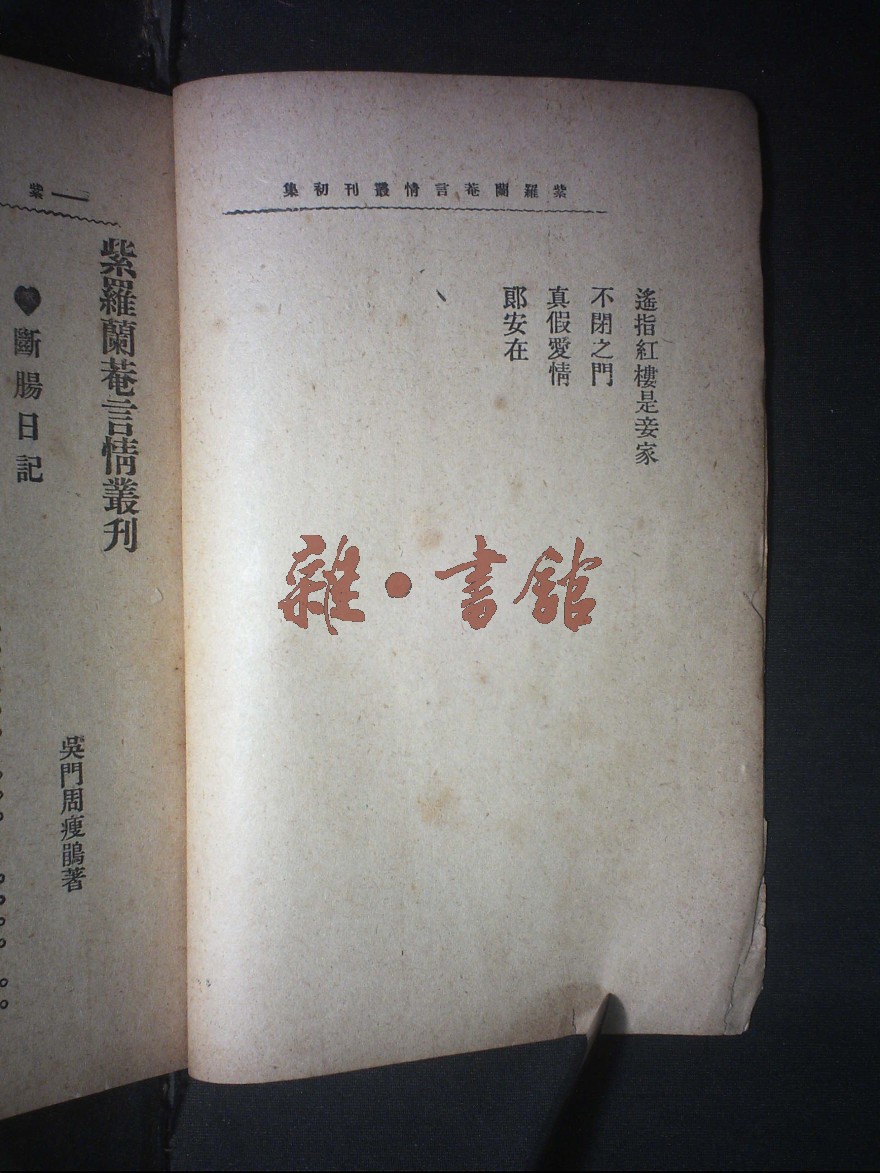 紫羅蘭菴言情叢刊初集
遙指紅樓是妾家
不閉之門
真假愛情
郞安在
雜·書館
紫
紫羅蘭菴言情叢刊
吳門周瘦鵑著
斷腸日記